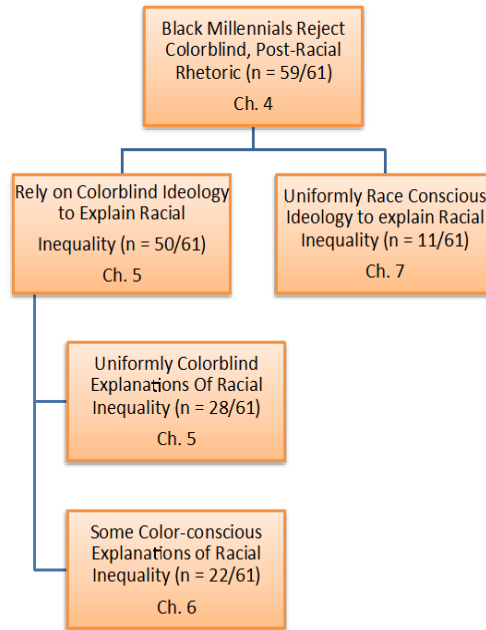 Black Millennials Reject
Colorblind, Post-Racial
Rhetoric (n = 59/61)
Ch. 4
Rely on Colorblind Ideology
to Explain Racial
Inequality (n = 50/61)
Ch. 5
Uniformly Race Conscious
Ideology to explain Racial
Inequality (n = 11/61)
Ch. 7
Uniformly Colorblind
Explanations Of Racial
Inequality (n = 28/61)
Ch. 5
Some Color-conscious
Explanations of Racial
Inequality (n = 22/61)
Ch. 6